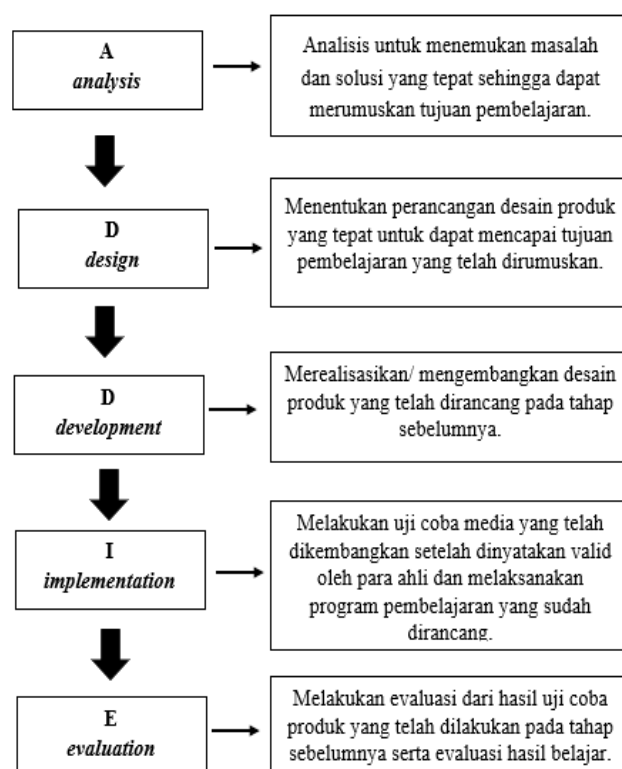 A
analysis
Analisis untuk menemukan masalah
dan solusi yang tepat sehingga dapat
merumuskan tujuan pembelajaran.
D
design
Menentukan perancangan desain produk
yang tepat untuk dapat mencapai tujuan
pembelajaran yang telah dirumuskan.
D
development
Merealisasikan/ mengembangkan desain
produk yang telah dirancang pada tahap
sebelumnya.
I
implementation
Melakukan uji coba media yang telah
dikembangkan setelah dinyatakan valid
oleh para ahli dan melaksanakan
program pembelajaran yang sudah
dirancang.
E
evaluation
Melakukan evaluasi dari hasil uji coba
produk yang telah dilakukan pada tahap
sebelumnya serta evaluasi hasil belajar.